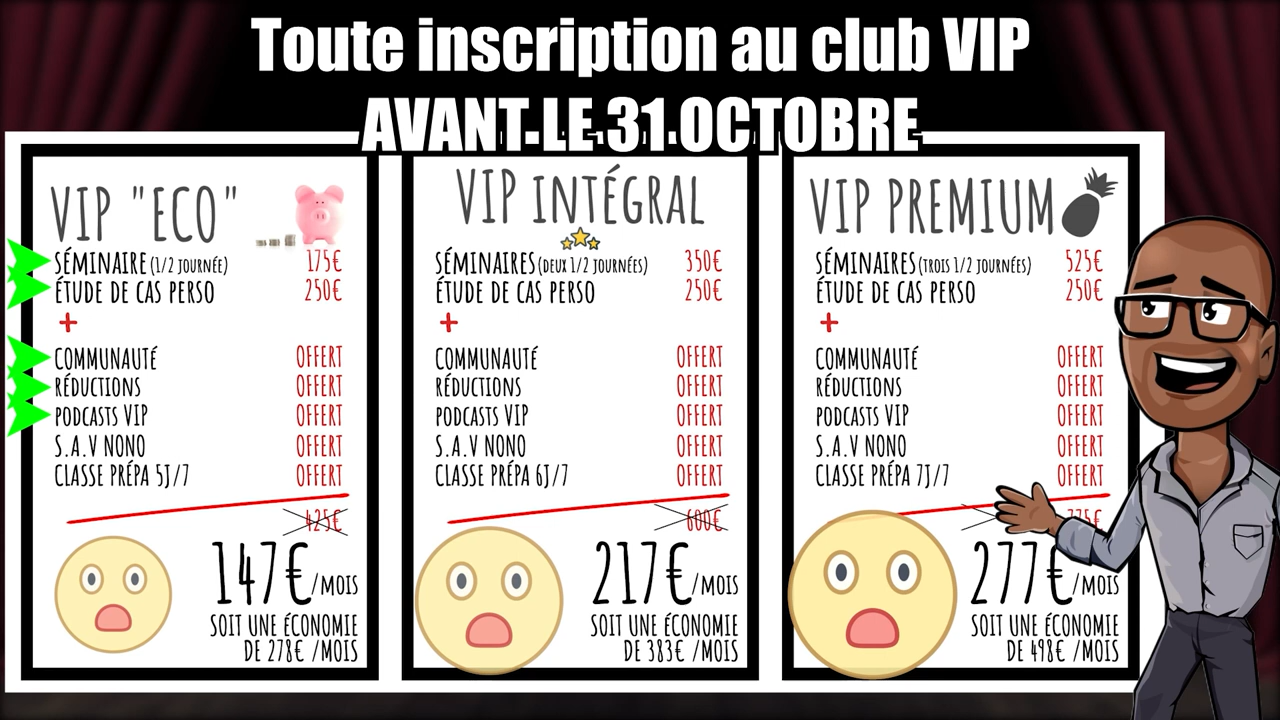 Toute inscription au club VIP
AVANT LE 31 OCTOBRE
VIP "ECO"
SÉMINAIRE (1/2 JOURNÉE) 175€
ÉTUDE DE CAS PERSO 250€
+
COMMUNAUTÉ OFFERT
RÉDUCTIONS OFFERT
PODCASTS VIP OFFERT
S.A.V NONO OFFERT
CLASSE PRÉPA 5J/7 OFFERT
425€
147€/MOIS
SOIT UNE ÉCONOMIE
DE 278€ /MOIS
VIP INTÉGRAL
SÉMINAIRES (DEUX 1/2 JOURNÉES) 350€
ÉTUDE DE CAS PERSO 250€
+
COMMUNAUTÉ OFFERT
RÉDUCTIONS OFFERT
PODCASTS VIP OFFERT
S.A.V NONO OFFERT
CLASSE PRÉPA 6J/7 OFFERT
600€
217€/MOIS
SOIT UNE ÉCONOMIE
DE 383€ /MOIS
VIP PREMIUM
SÉMINAIRES (TROIS 1/2 JOURNÉES) 525€
ÉTUDE DE CAS PERSO 250€
+
COMMUNAUTÉ OFFERT
RÉDUCTIONS OFFERT
PODCASTS VIP OFFERT
S.A.V NONO OFFERT
CLASSE PRÉPA 7J/7 OFFERT
775€
277€/MOIS
SOIT UNE ÉCONOMIE
DE 498€ /MOIS